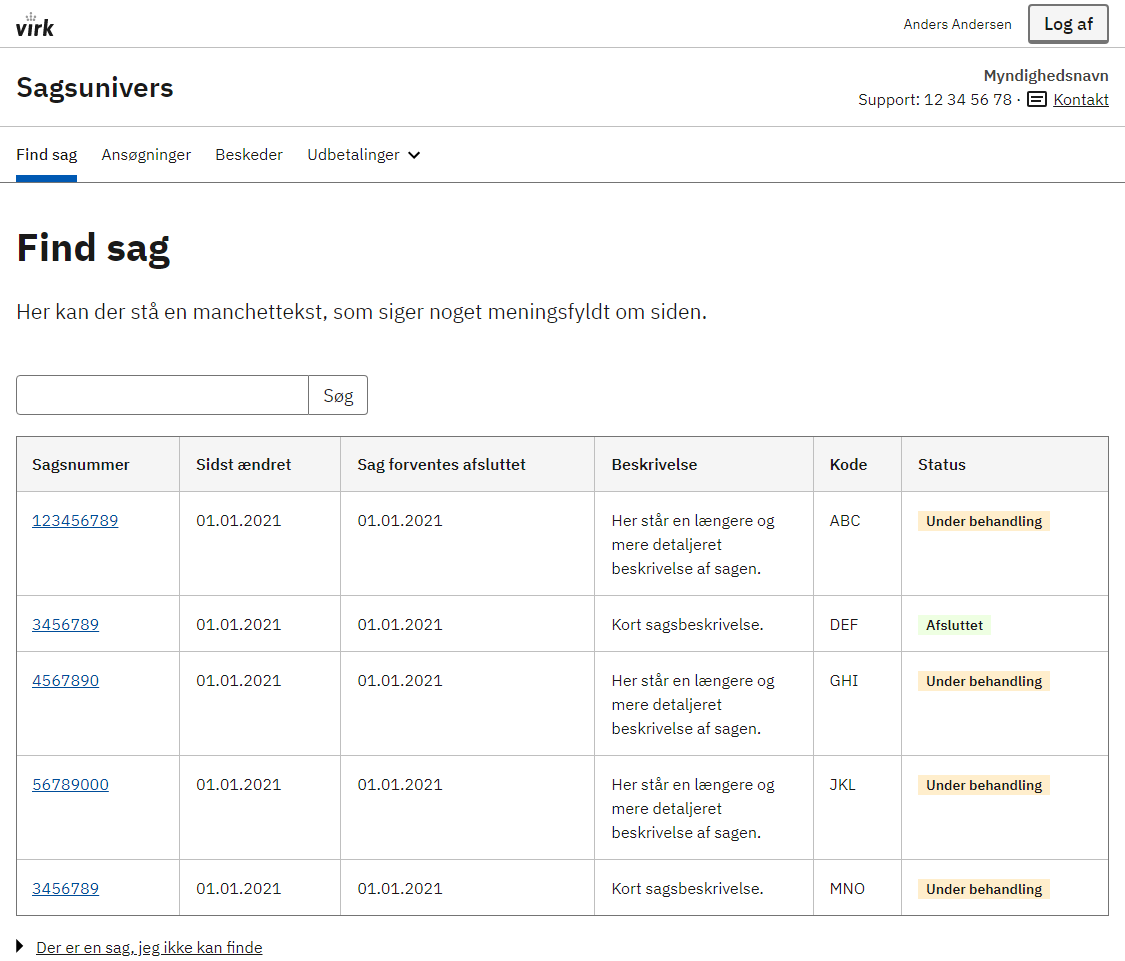 virk
Anders Andersen
Log af
Sagsunivers
Myndighedsnavn
Support: 12 34 56 78 · Kontakt
Find sag Ansøgninger Beskeder Udbetalinger
Find sag
Her kan der stå en manchettekst, som siger noget meningsfyldt om siden.
Søg
Sagsnummer Sidst ændret Sag forventes afsluttet Beskrivelse Kode Status
123456789 01.01.2021 01.01.2021 Her står en længere og ABC Under behandling
mere detaljeret
beskrivelse af sagen.
3456789 01.01.2021 01.01.2021 Kort sagsbeskrivelse. DEF Afsluttet
4567890 01.01.2021 01.01.2021 Her står en længere og GHI Under behandling
mere detaljeret
beskrivelse af sagen.
56789000 01.01.2021 01.01.2021 Her står en længere og JKL Under behandling
mere detaljeret
beskrivelse af sagen.
3456789 01.01.2021 01.01.2021 Kort sagsbeskrivelse. MNO Under behandling
Der er en sag, jeg ikke kan finde